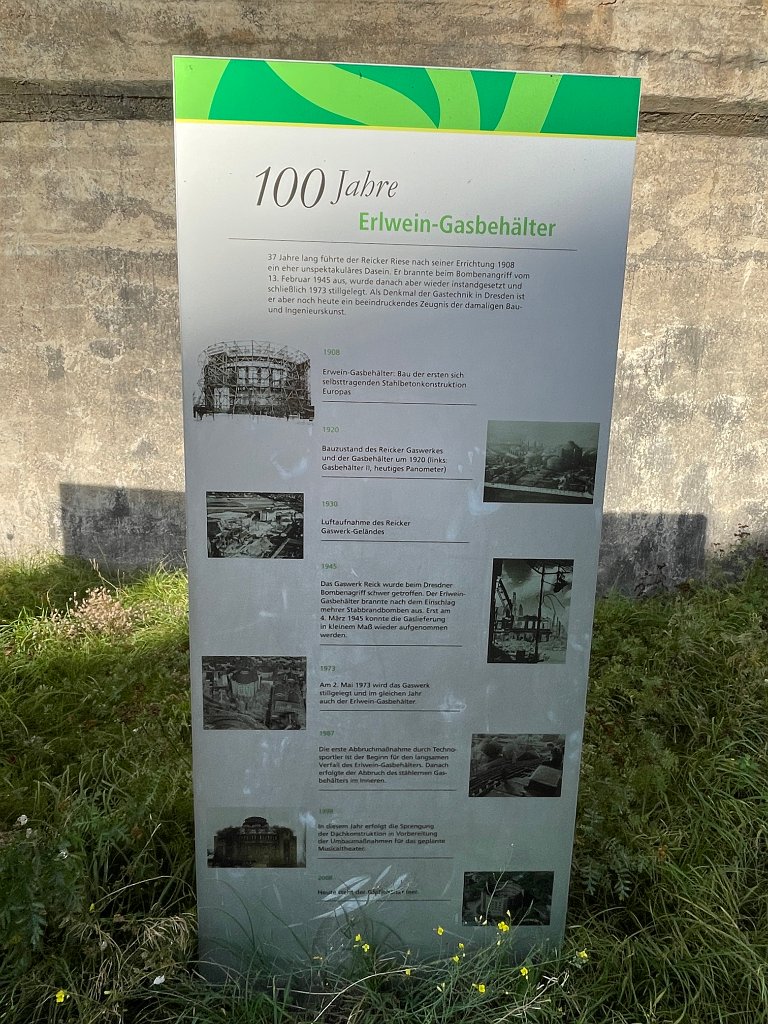 100 Jahre
Erlwein-Gasbehälter
37 Jahre lang führte der Reicker Riese nach seiner Errichtung 1908
ein eher unspektakuläres Dasein. Er brannte beim Bombenangriff vom
13. Februar 1945 aus, wurde danach aber wieder instandgesetzt und
schließlich 1973 stillgelegt. Als Denkmal der Gastechnik in Dresden ist
er aber noch heute ein beeindruckendes Zeugnis der damaligen Bau-
und Ingenieurskunst.
1908
Erwein-Gasbehälter: Bau der ersten sich
selbsttragenden Stahlbetonkonstruktion
Europas
1920
Bauzustand des Reicker Gaswerkes
und der Gasbehälter um 1920 (links:
Gasbehälter II, heutiges Panometer)
1930
Luftaufnahme des Reicker
Gaswerk-Geländes
1945
Das Gaswerk Reick wurde beim Dresdner
Bombenagriff schwer getroffen. Der Erlwein-
Gasbehälter brannte nach dem Einschlag
mehrer Stabbrandbomben aus. Erst am
4. März 1945 konnte die Gaslieferung
in kleinem Maß wieder aufgenommen
werden.
1973
Am 2. Mai 1973 wird das Gaswerk
stillgelegt und im gleichen Jahr
auch der Erlwein-Gasbehälter.
1987
Die erste Abbruchmaßnahme durch Techno-
sportler ist der Beginn für den langsamen
Verfall des Erlwein-Gasbehälters. Danach
erfolgte der Abbruch des stählernen Gas-
behälters im Inneren.
In diesem Jahr erfolgt die Sprengung
der Dachkonstruktion in Vorbereitung
der Umbaumaßnahmen für das geplante
Musicaltheater.
2008
Heute steht der Gasbehälter leer.